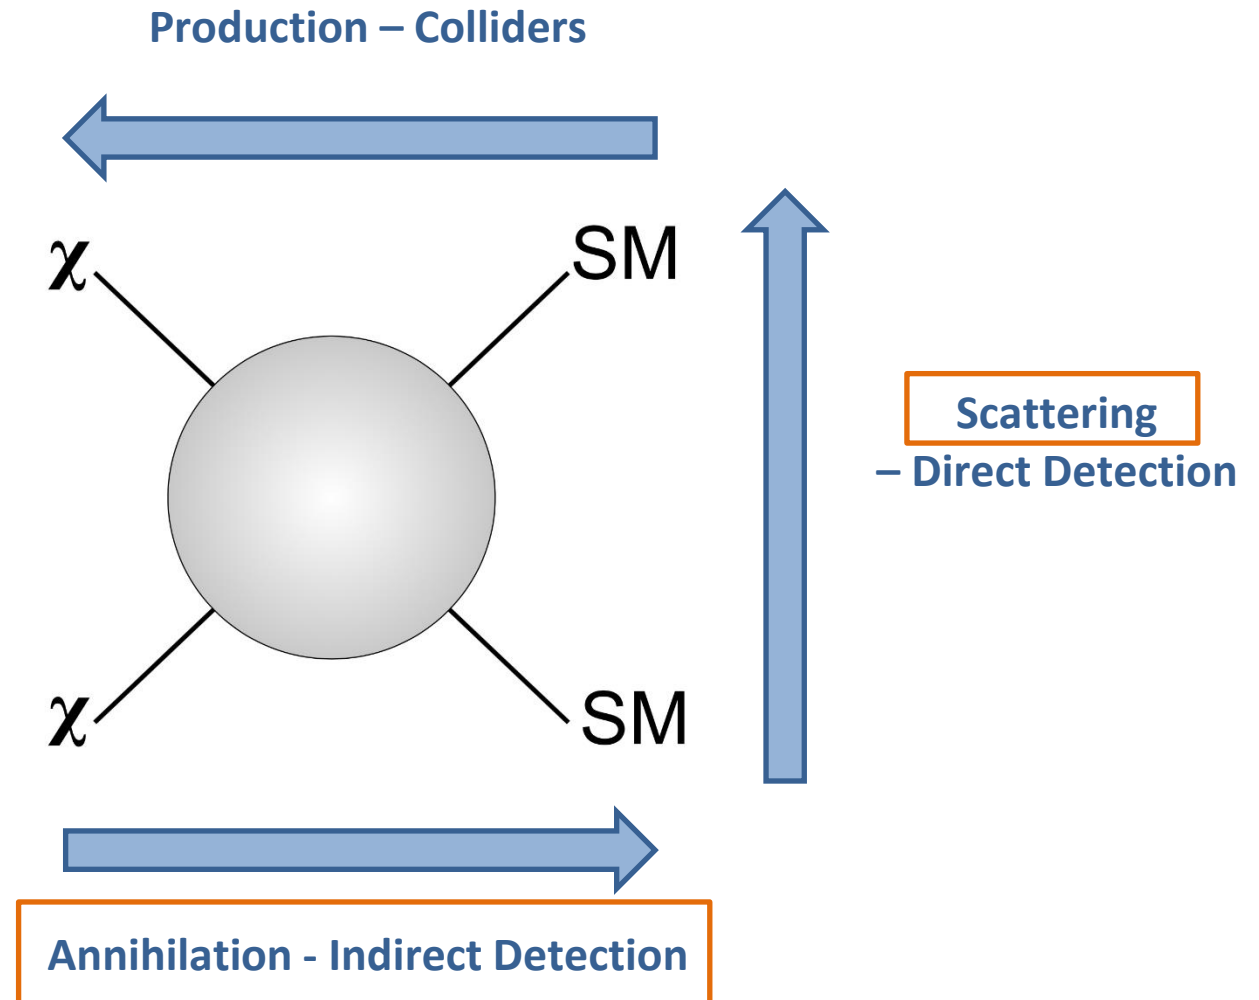 Production – Colliders
χ
SM
Scattering
– Direct Detection
χ
SM
Annihilation - Indirect Detection